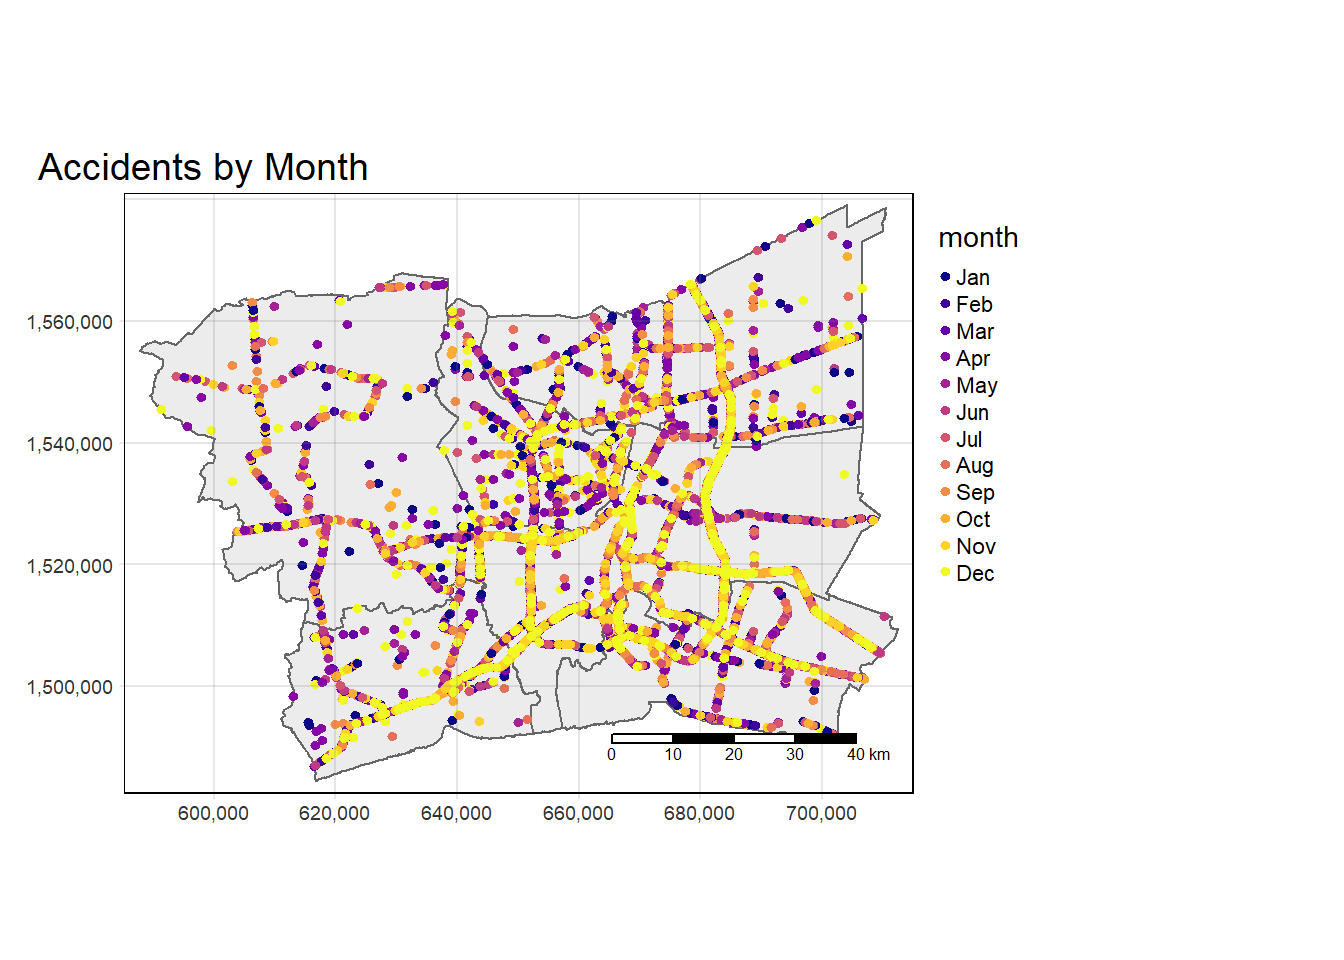 Accidents by Month
month
Jan
Feb
Mar
Apr
May
Jun
Jul
Aug
Sep
Oct
Nov
Dec
1,560,000
1,540,000
1,520,000
1,500,000
0 10 20 30 40 km
600,000 620,000 640,000 660,000 680,000 700,000